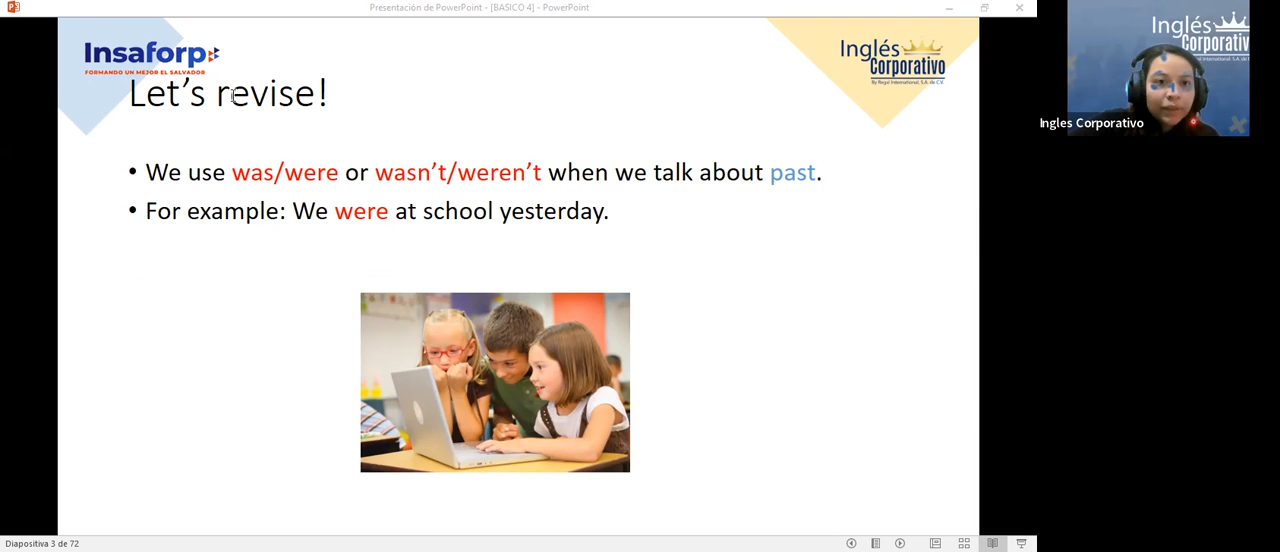 Presentación de PowerPoint - [BASICO 4] - PowerPoint
Insaforp
FORMANDO UN MEJOR EL SALVADOR
Inglés
Corporativo
By Regal International, S.A. de C.V.
Let's revise!
• We use was/were or wasn't/weren't when we talk about past.
• For example: We were at school yesterday.
Diapositiva 3 de 72
Inglés
Corporativo
Ingles Corporativo